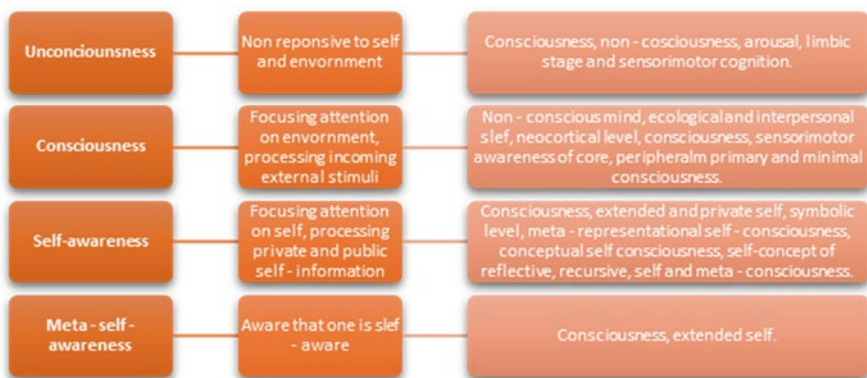 Unconciounsness
Non reponsive to self
and envornment
Consciousness, non - cosciousness, arousal, limbic
stage and sensorimotor cognition.
Consciousness
Focusing attention
on envornment,
processing incoming
external stimuli
Non - conscious mind, ecological and interpersonal
slef, neocortical level, consciousness, sensorimotor
awareness of core, peripheralm primary and minimal
consciousness.
Self-awareness
Focusing attention
on self, processing
private and public
self - information
Consciousness, extended and private self, symbolic
level, meta - representational self - consciousness,
conceptual self consciousness, self-concept of
reflective, recursive, self and meta - consciousness.
Meta - self -
awareness
Aware that one is slef
- aware
Consciousness, extended self.